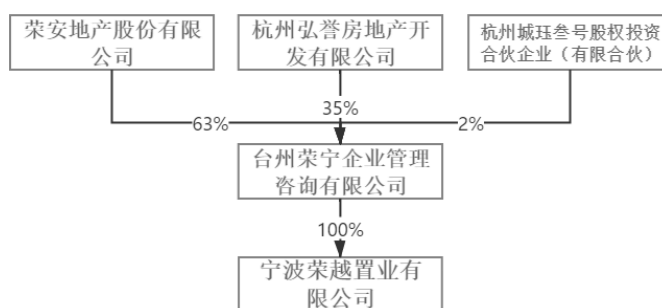 荣安地产股份有限
公司
杭州弘誉房地产开
发有限公司
杭州城珏叁号股权投资
合伙企业（有限合伙）
63%
35%
2%
台州荣宁企业管理
咨询有限公司
100%
宁波荣越置业有
限公司